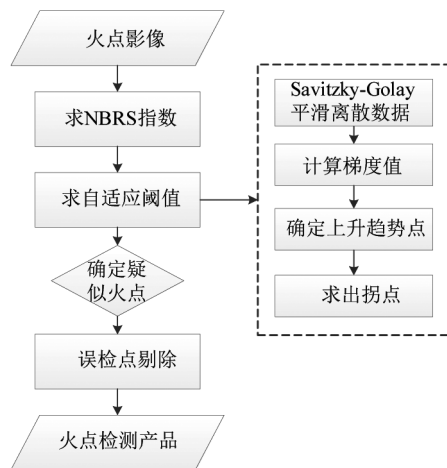 火点影像
求NBRS指数
求自适应阈值
确定疑
似火点
误检点剔除
火点检测产品
Savitzky-Golay
平滑离散数据
计算梯度值
确定上升趋势点
求出拐点